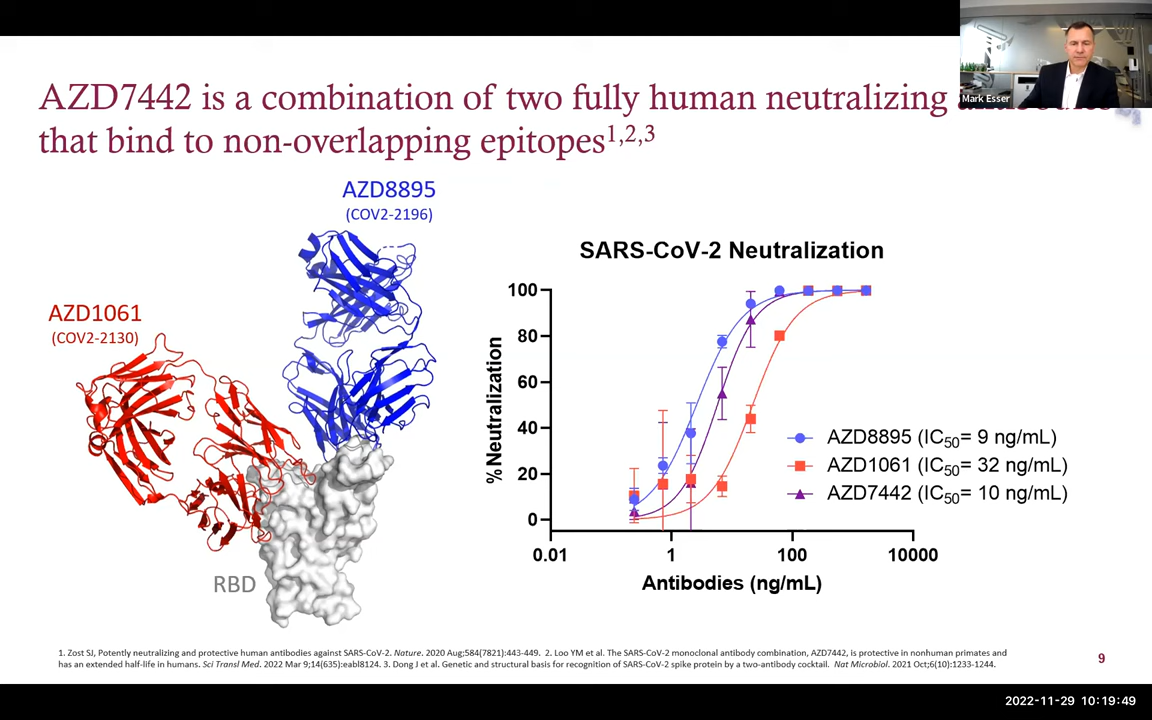 Mark Esser
AZD7442 is a combination of two fully human neutralizing
that bind to non-overlapping epitopes1,2,3
AZD8895
(COV2-2196)
AZD1061
(COV2-2130)
RBD
SARS-CoV-2 Neutralization
% Neutralization
100
80
60
40
20
0
0.01
1
100
10000
Antibodies (ng/mL)
AZD8895 (IC50= 9 ng/mL)
AZD1061 (IC50= 32 ng/mL)
AZD7442 (IC50= 10 ng/mL)
1. Zost SJ, Potently neutralizing and protective human antibodies against SARS-CoV-2. Nature. 2020 Aug;584(7821):443-449. 2. Loo YM et al. The SARS-CoV-2 monoclonal antibody combination, AZD7442, is protective in nonhuman primates and
has an extended half-life in humans. Sci Transl Med. 2022 Mar 9;14(635):eabl8124. 3. Dong J et al. Genetic and structural basis for recognition of SARS-CoV-2 spike protein by a two-antibody cocktail. Nat Microbiol. 2021 Oct;6(10):1233-1244.
9
2022-11-29 10:19:49